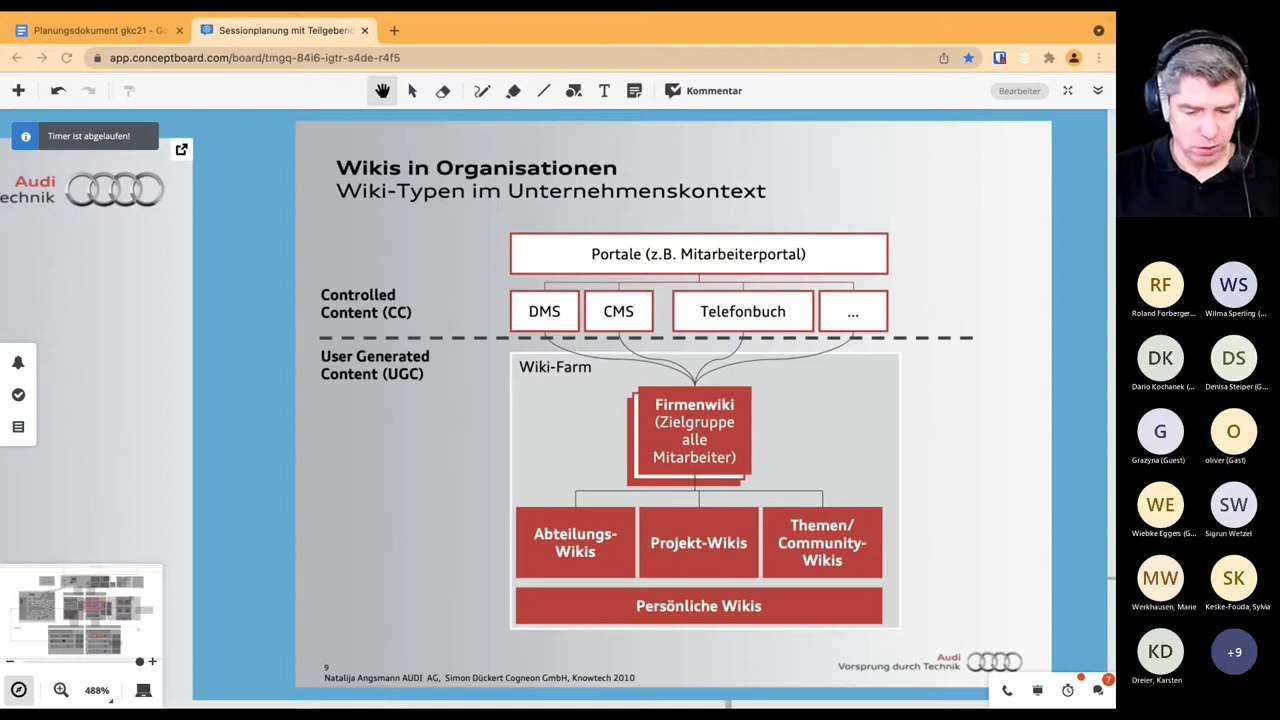 Planungsdokument gkc21 - Go
Sessionplanung mit Teilgebend
app.conceptboard.com/board/tmgq-84i6-igtr-s4de-r4f5
Kommentar
Bearbeiter
Timer ist abgelaufen!
Audi
echnik
Wikis in Organisationen
Wiki-Typen im Unternehmenskontext
Portale (z.B. Mitarbeiterportal)
Controlled
Content (CC)
DMS
CMS
Telefonbuch
...
User Generated
Content (UGC)
Wiki-Farm
Firmenwiki
(Zielgruppe
alle
Mitarbeiter)
Abteilungs-
Wikis
Projekt-Wikis
Themen/
Community-
Wikis
Persönliche Wikis
9
Natalija Angsmann AUDI AG, Simon Dückert Cogneon GmbH, Knowtech 2010
Audi
Vorsprung durch Technik
488%
7
RF
Roland Forberger...
WS
Wilma Sperling (...
DK
Dario Kochanek (...
DS
Denisa Steiper (G...
G
Grazyna (Guest)
O
oliver (Gast)
WE
Wiebke Eggers (G...
SW
Sigrun Wetzel
MW
Werkhausen, Marie
SK
Keske-Fouda, Sylvia
KD
Dreier, Karsten
+9